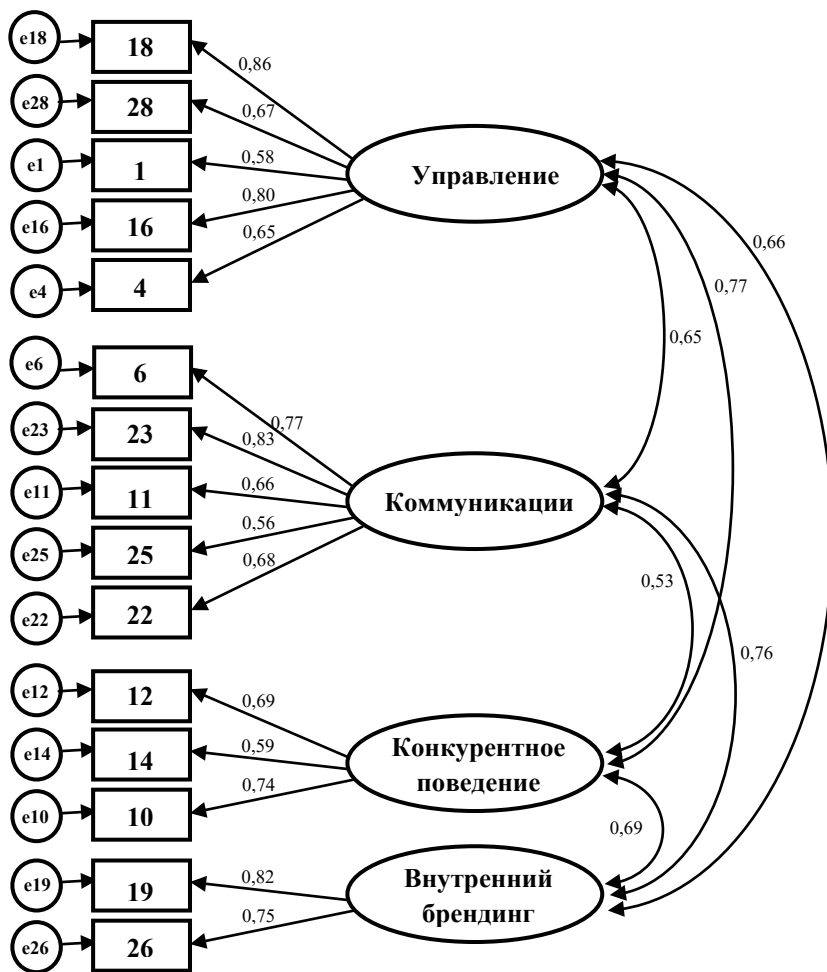 e18
18
0,86
e28
28
0,67
e1
1
0,58
Управление
e16
16
0,80
e4
4
0,65
0,66
0,77
0,65
e6
6
0,77
e23
23
0,83
e11
11
0,66
Коммуникации
e25
25
0,56
e22
22
0,68
0,53
0,76
e12
12
0,69
e14
14
0,59
Конкурентное
поведение
e10
10
0,74
0,69
e19
19
0,82
Внутренний
брендинг
e26
26
0,75